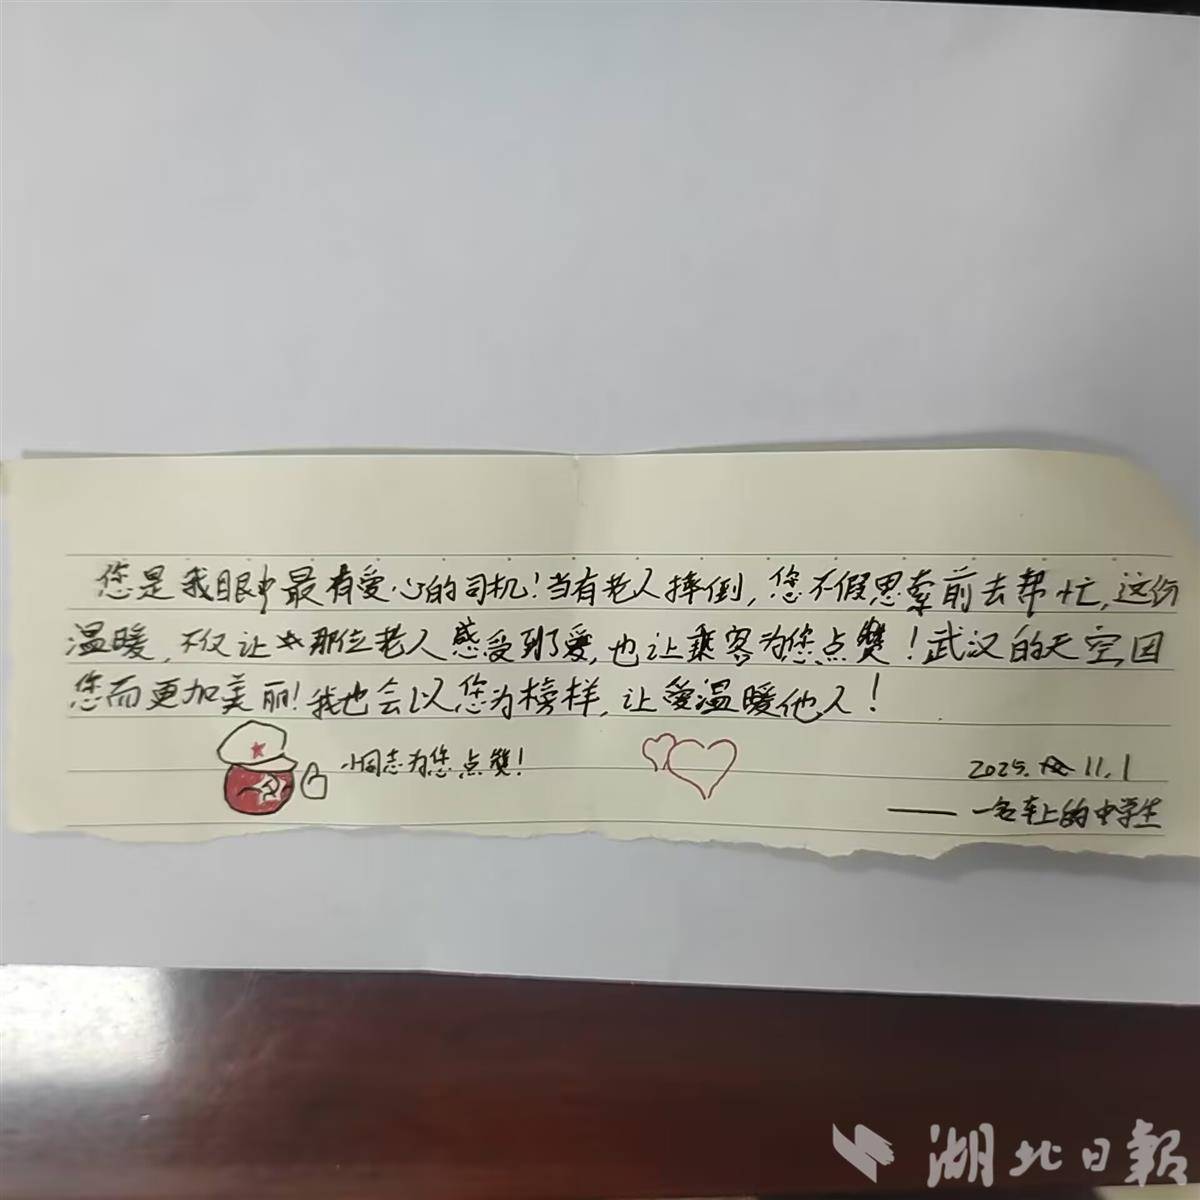 您是我眼中最有爱心的司机！当有老人摔倒，您不假思索前去帮忙，这份
温暖，不仅让那位老人感受到了爱，也让乘客为您点赞！武汉的天空因
您而更加美丽！我也会以您为榜样，让爱温暖他人！
小同志为您点赞！
2025. 11.1
—— 一名车上的中学生
湖北日報